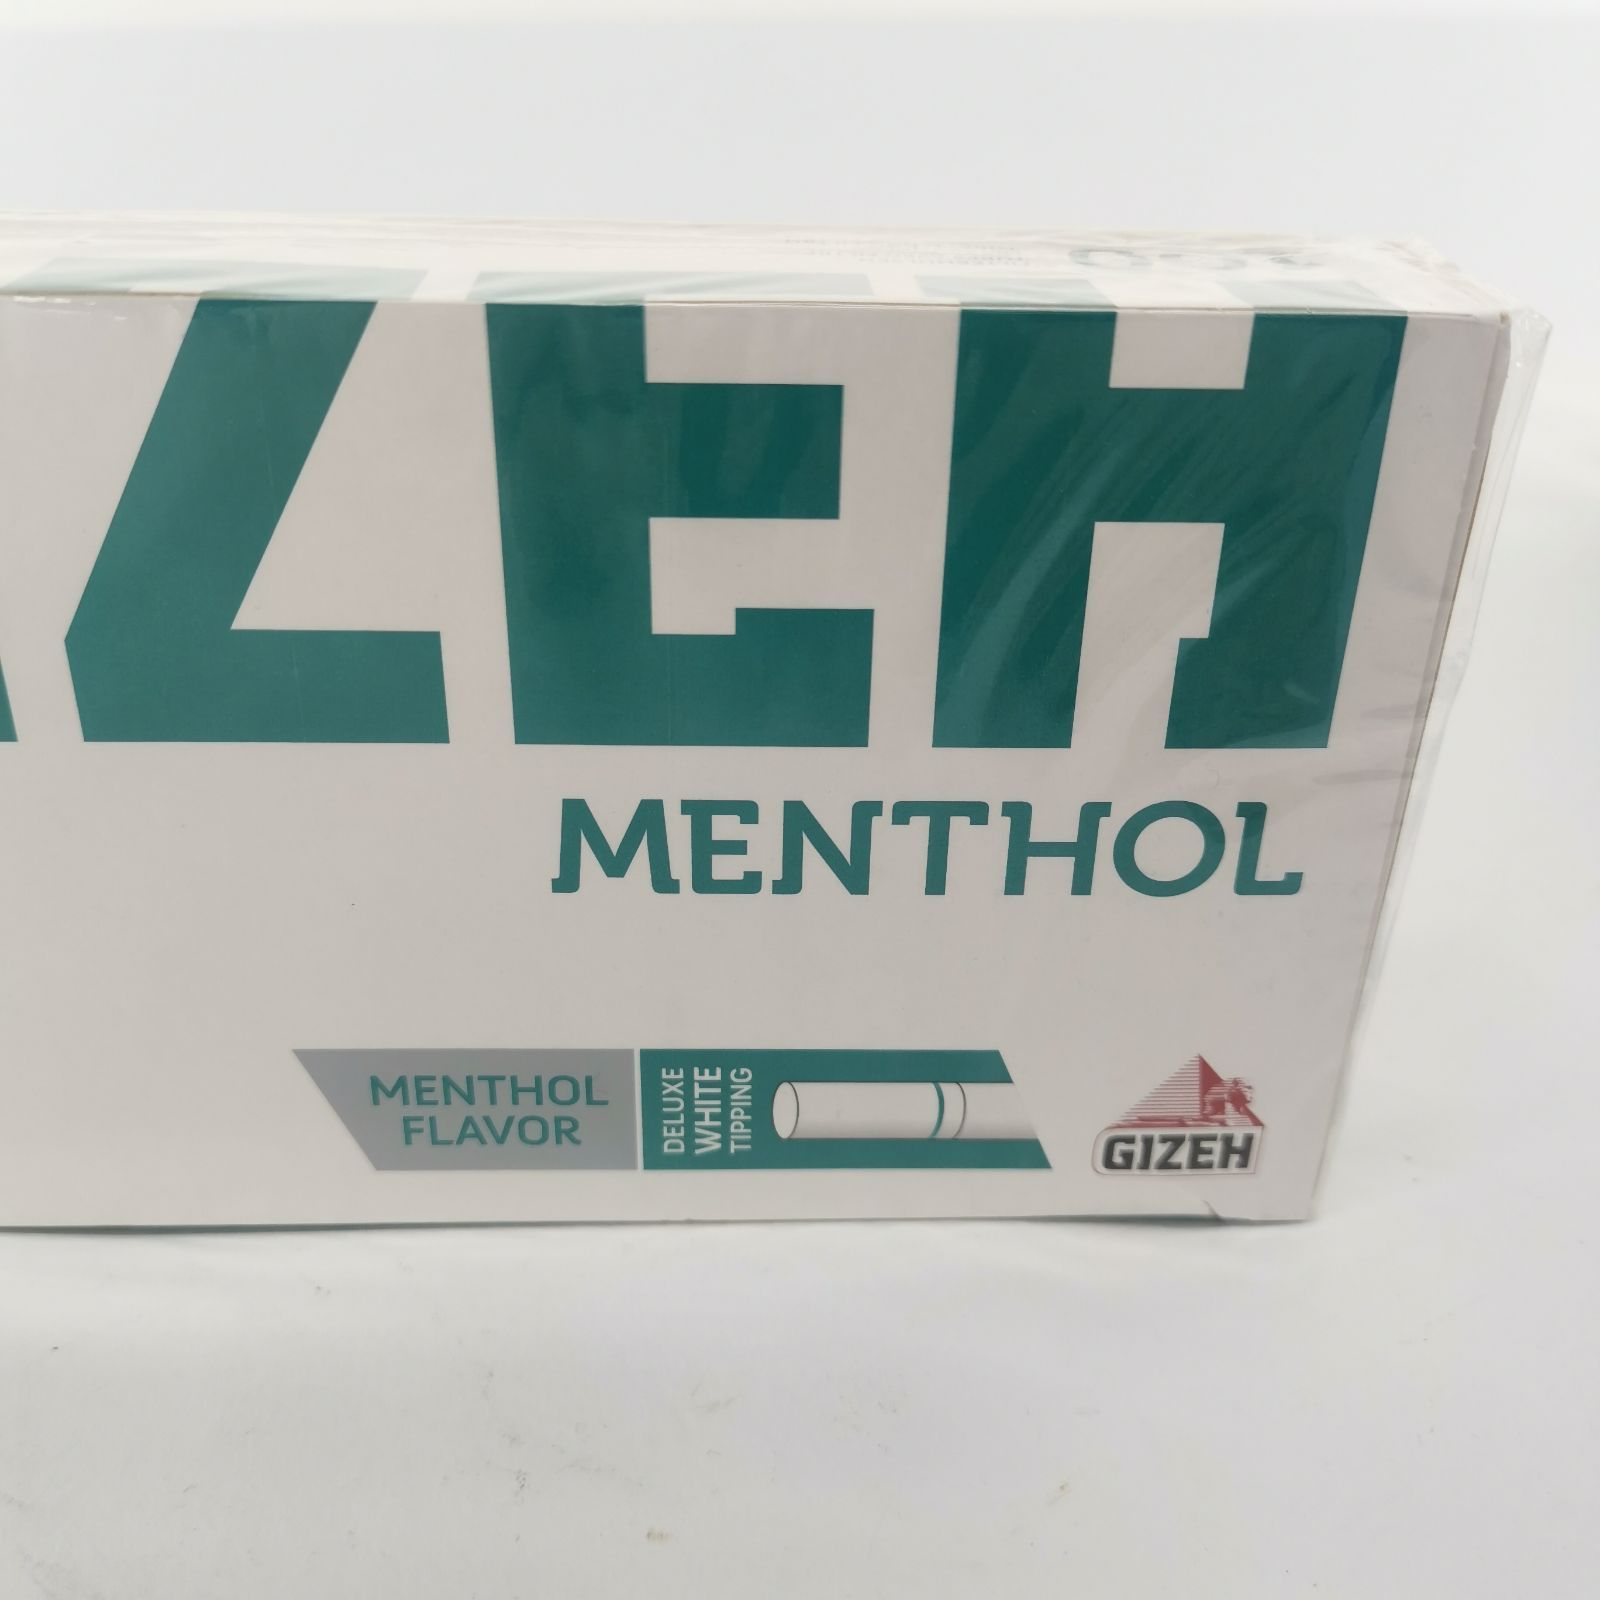 ZEH
MENTHOL
MENTHOL
FLAVOR
DELUXE
WHITE
TIPPING
GIZEH